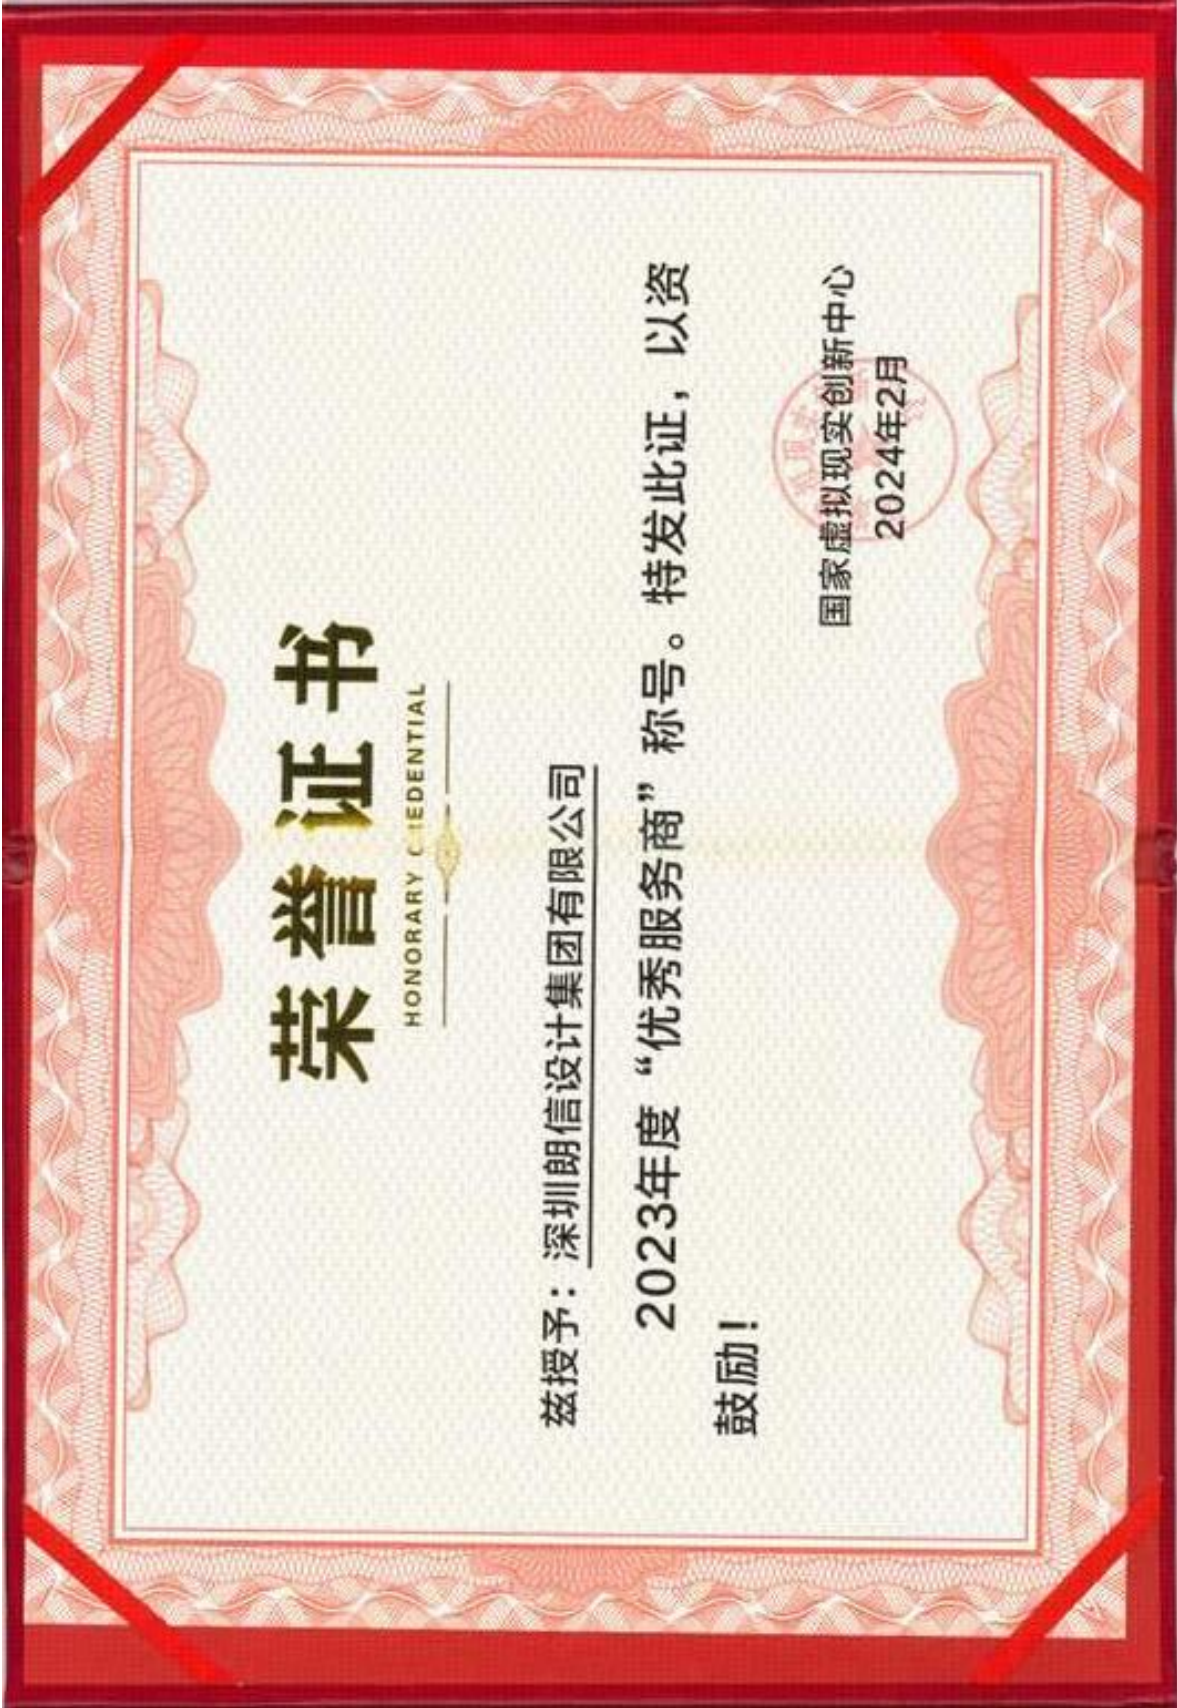 荣誉证书
HONORARY C IEDENTIAL
兹授予：深圳朗信设计集团有限公司
2023年度“优秀服务商”称号。特发此证，以资
鼓励！
国家虚拟现实创新中心
2024年2月